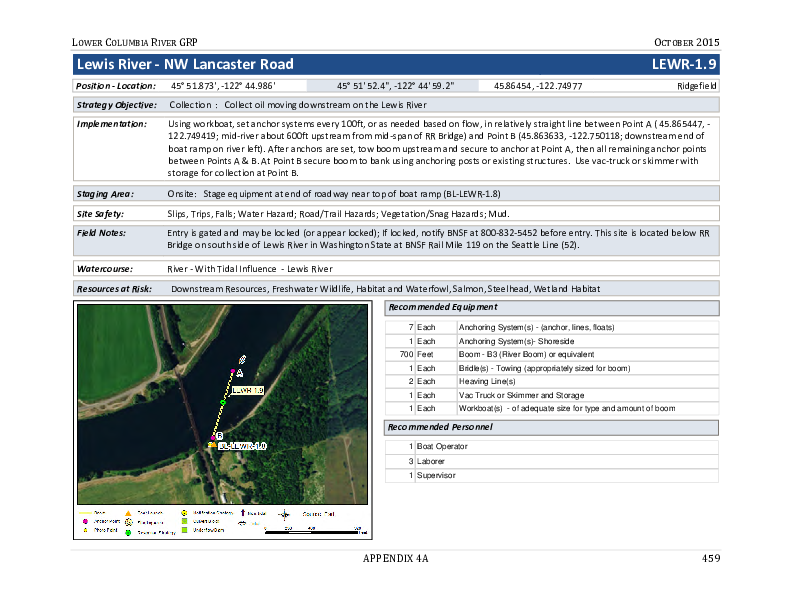 LOWER COLUMBIA RIVER GRP
OCTOBER 2015
Lewis River - NW Lancaster Road
LEWR-1.9
Position - Location: 45° 51.873', -122° 44.986' 45° 51' 52.4", -122° 44' 59.2" 45.86454, -122.74977 Ridgefield
Strategy Objective: Collection : Collect oil moving downstream on the Lewis River
Implementation: Using workboat, set anchor systems every 100ft, or as needed based on flow, in relatively straight line between Point A ( 45.865447, -
122.749419; mid-river about 600ft upstream from mid-span of RR Bridge) and Point B (45.863633, -122.750118; downstream end of
boat ramp on river left). After anchors are set, tow boom upstream and secure to anchor at Point A, then all remaining anchor points
between Points A & B. At Point B secure boom to bank using anchoring posts or existing structures. Use vac-truck or skimmer with
storage for collection at Point B.
Staging Area: Onsite: Stage equipment at end of roadway near top of boat ramp (BL-LEWR-1.8)
Site Safety: Slips, Trips, Falls; Water Hazard; Road/Trail Hazards; Vegetation/Snag Hazards; Mud.
Field Notes: Entry is gated and may be locked (or appear locked); If locked, notify BNSF at 800-832-5452 before entry. This site is located below RR
Bridge on south side of Lewis River in Washington State at BNSF Rail Mile 119 on the Seattle Line (52).
Watercourse: River - With Tidal Influence - Lewis River
Resources at Risk: Downstream Resources, Freshwater Wildlife, Habitat and Waterfowl, Salmon, Steelhead, Wetland Habitat
A
LEWR-1.9
B
Recommended Equipment
7 Each Anchoring System(s) - (anchor, lines, floats)
1 Each Anchoring System(s)- Shoreside
700 Feet Boom - B3 (River Boom) or equivalent
1 Each Bridle(s) - Towing (appropriately sized for boom)
2 Each Heaving Line(s)
1 Each Vac Truck or Skimmer and Storage
1 Each Workboat(s) - of adequate size for type and amount of boom
Recommended Personnel
1 Boat Operator
3 Laborer
1 Supervisor
APPENDIX 4A
459